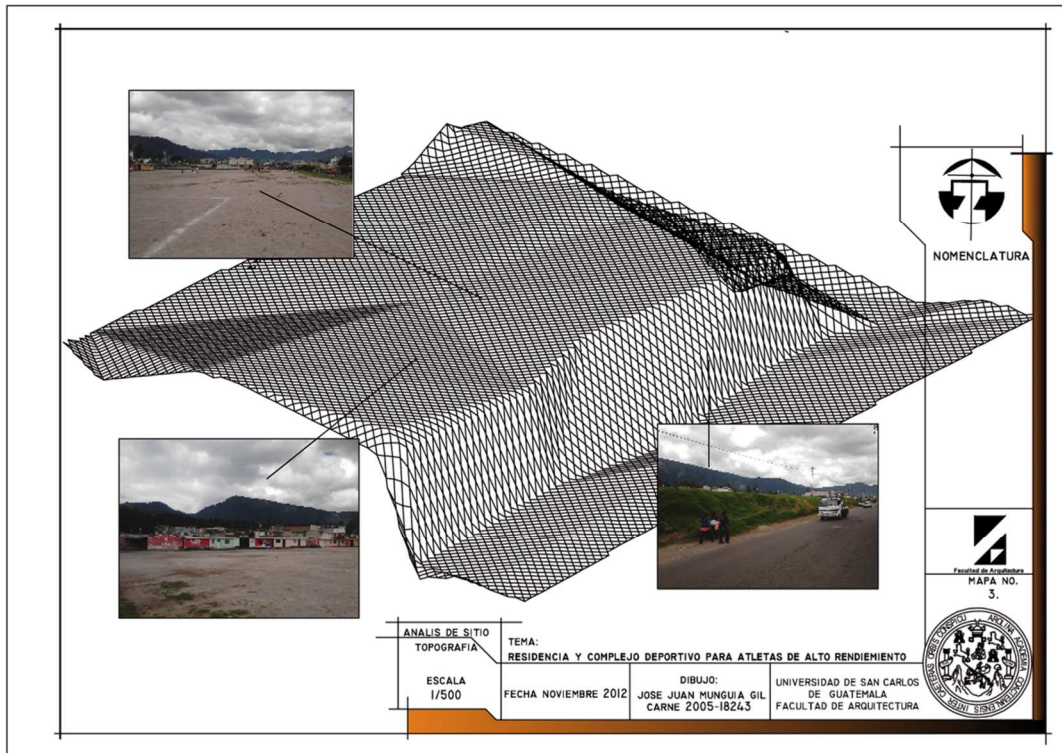 NOMENCLATURA
Facultad de Arquitectura
MAPA NO.
3.
ANALIS DE SITIO
TOPOGRAFIA
TEMA:
RESIDENCIA Y COMPLEJO DEPORTIVO PARA ATLETAS DE ALTO RENDIEMIENTO
ESCALA
1/500
FECHA NOVIEMBRE 2012
DIBUJO:
JOSE JUAN MUNGUIA GIL
CARNE 2005-18243
UNIVERSIDAD DE SAN CARLOS
DE GUATEMALA
FACULTAD DE ARQUITECTURA